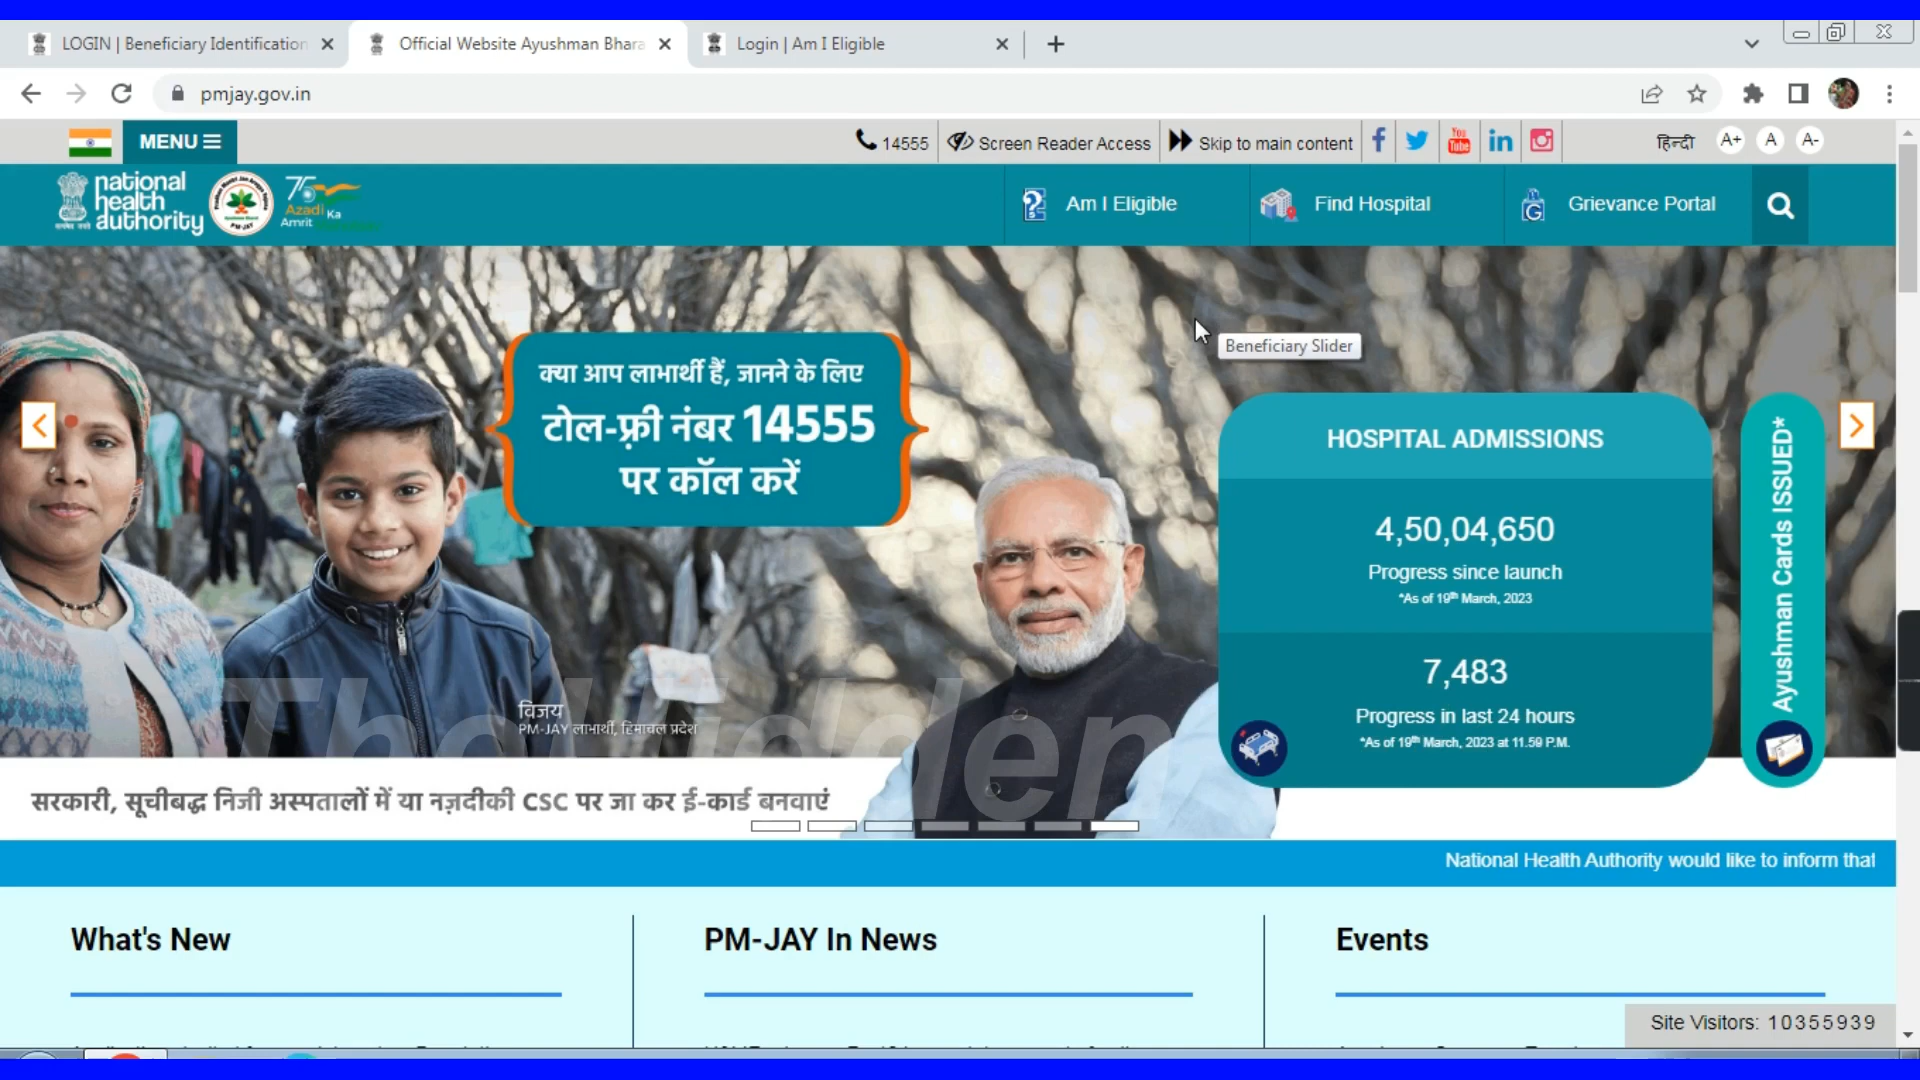 LOGIN | Beneficiary Identification
Official Website Ayushman Bhara
Login | Am I Eligible
pmjay.gov.in
MENU
14555
Screen Reader Access
Skip to main content
You Tube
हिन्दी
A+
A
A-
national
health
authority
PM-JAY
75
Azadi Ka
Amrit
Am I Eligible
Find Hospital
Grievance Portal
Beneficiary Slider
क्या आप लाभार्थी हैं, जानने के लिए
टोल-फ़्री नंबर 14555
पर कॉल करें
HOSPITAL ADMISSIONS
4,50,04,650
Progress since launch
*As of 19th March, 2023
7,483
Progress in last 24 hours
*As of 19th March, 2023 at 11.59 P.M.
Ayushman Cards ISSUED*
विजय
PM-JAY लाभार्थी, हिमाचल प्रदेश
सरकारी, सूचीबद्ध निजी अस्पतालों में या नज़दीकी CSC पर जा कर ई-कार्ड बनवाएं
National Health Authority would like to inform that
What's New
PM-JAY In News
Events
Site Visitors: 10355939